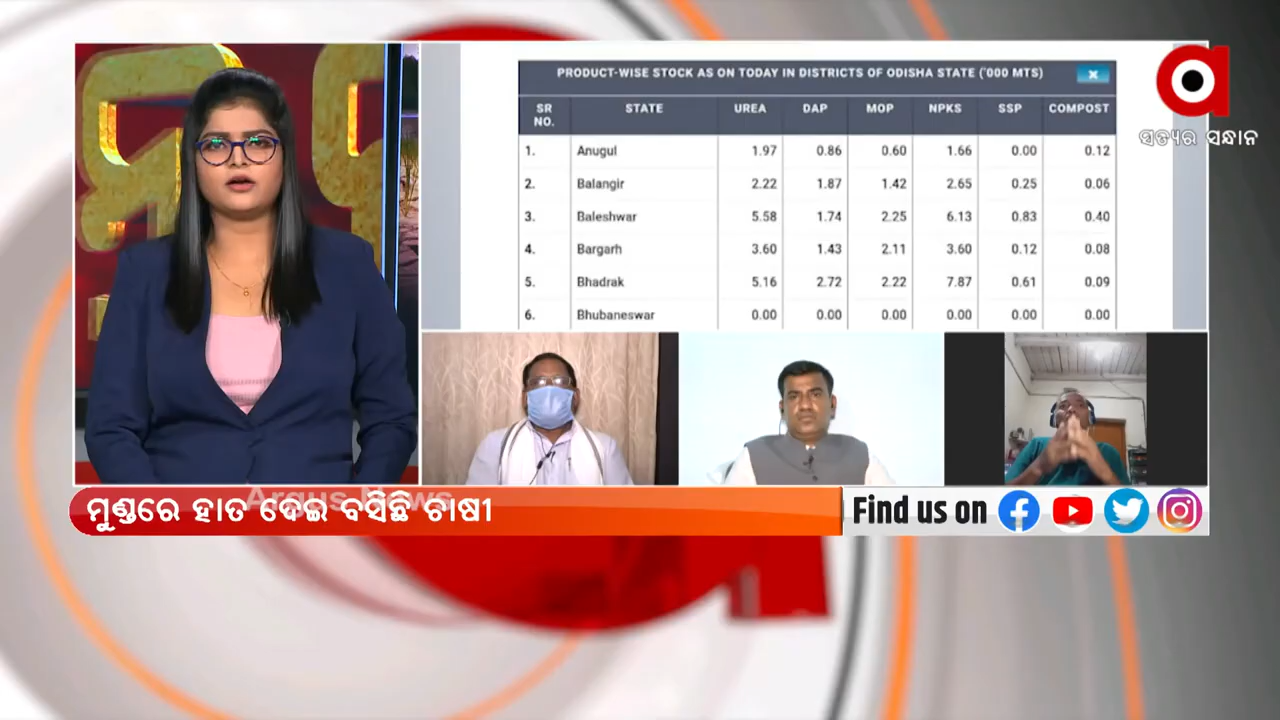 PRODUCT-WISE STOCK AS ON TODAY IN DISTRICTS OF ODISHA STATE ('000 MTS)
SR NO. STATE UREA DAP MOP NPKS SSP COMPOST
1. Anugul 1.97 0.86 0.60 1.66 0.00 0.12
2. Balangir 2.22 1.87 1.42 2.65 0.25 0.06
3. Baleshwar 5.58 1.74 2.25 6.13 0.83 0.40
4. Bargarh 3.60 1.43 2.11 3.60 0.12 0.08
5. Bhadrak 5.16 2.72 2.22 7.87 0.61 0.09
6. Bhubaneswar 0.00 0.00 0.00 0.00 0.00 0.00
ସତ୍ୟର ସନ୍ଧାନ
Argus News
ମୁଣ୍ଡରେ ହାତ ଦେଇ ବସିଛି ଚାଷୀ
Find us on